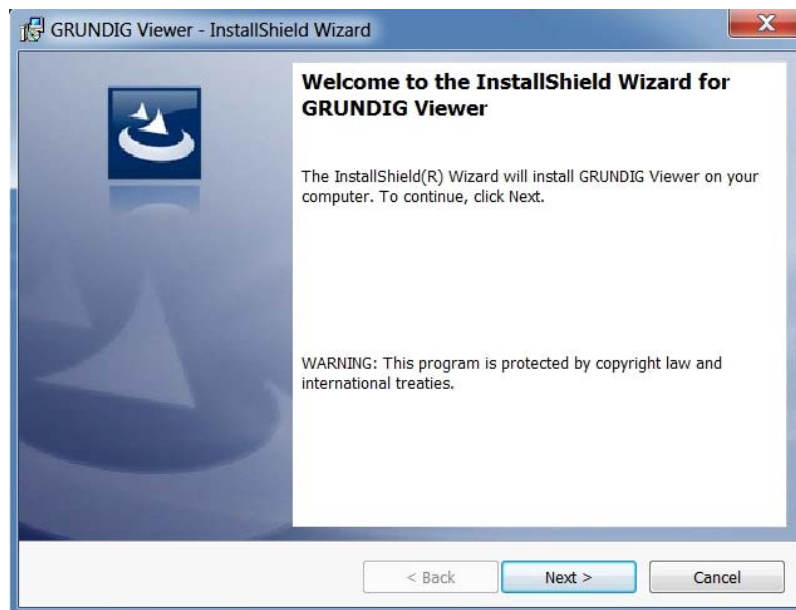 GRUNDIG Viewer - InstallShield Wizard
X
Welcome to the InstallShield Wizard for
GRUNDIG Viewer
The InstallShield(R) Wizard will install GRUNDIG Viewer on your
computer. To continue, click Next.
WARNING: This program is protected by copyright law and
international treaties.
< Back Next > Cancel